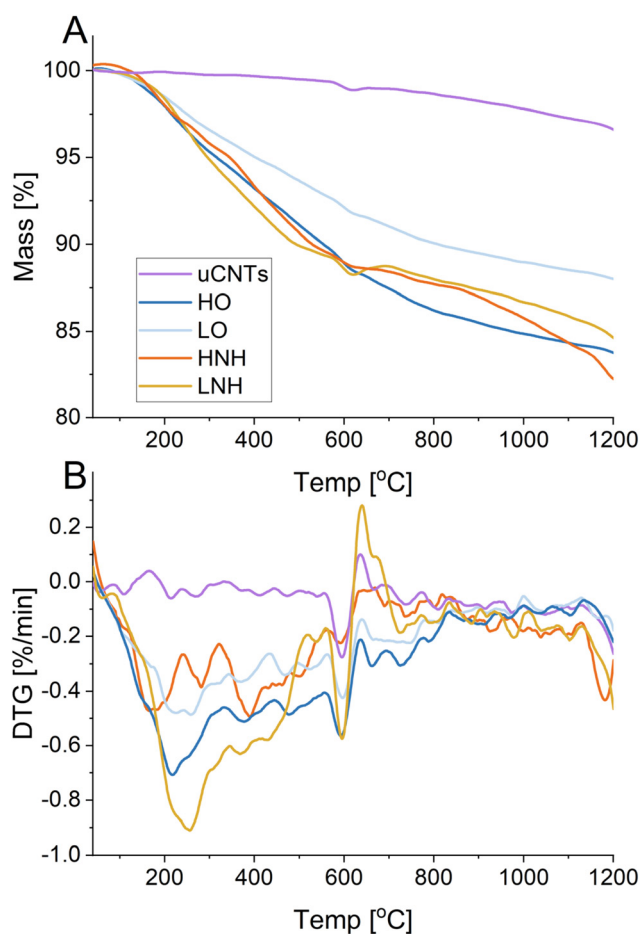 A
Mass [%]
100
95
90
85
80
uCNTs
HO
LO
HNH
LNH
200 400 600 800 1000 1200
Temp [°C]
B
DTG [%/min]
0.2
0.0
-0.2
-0.4
-0.6
-0.8
-1.0
200 400 600 800 1000 1200
Temp [°C]